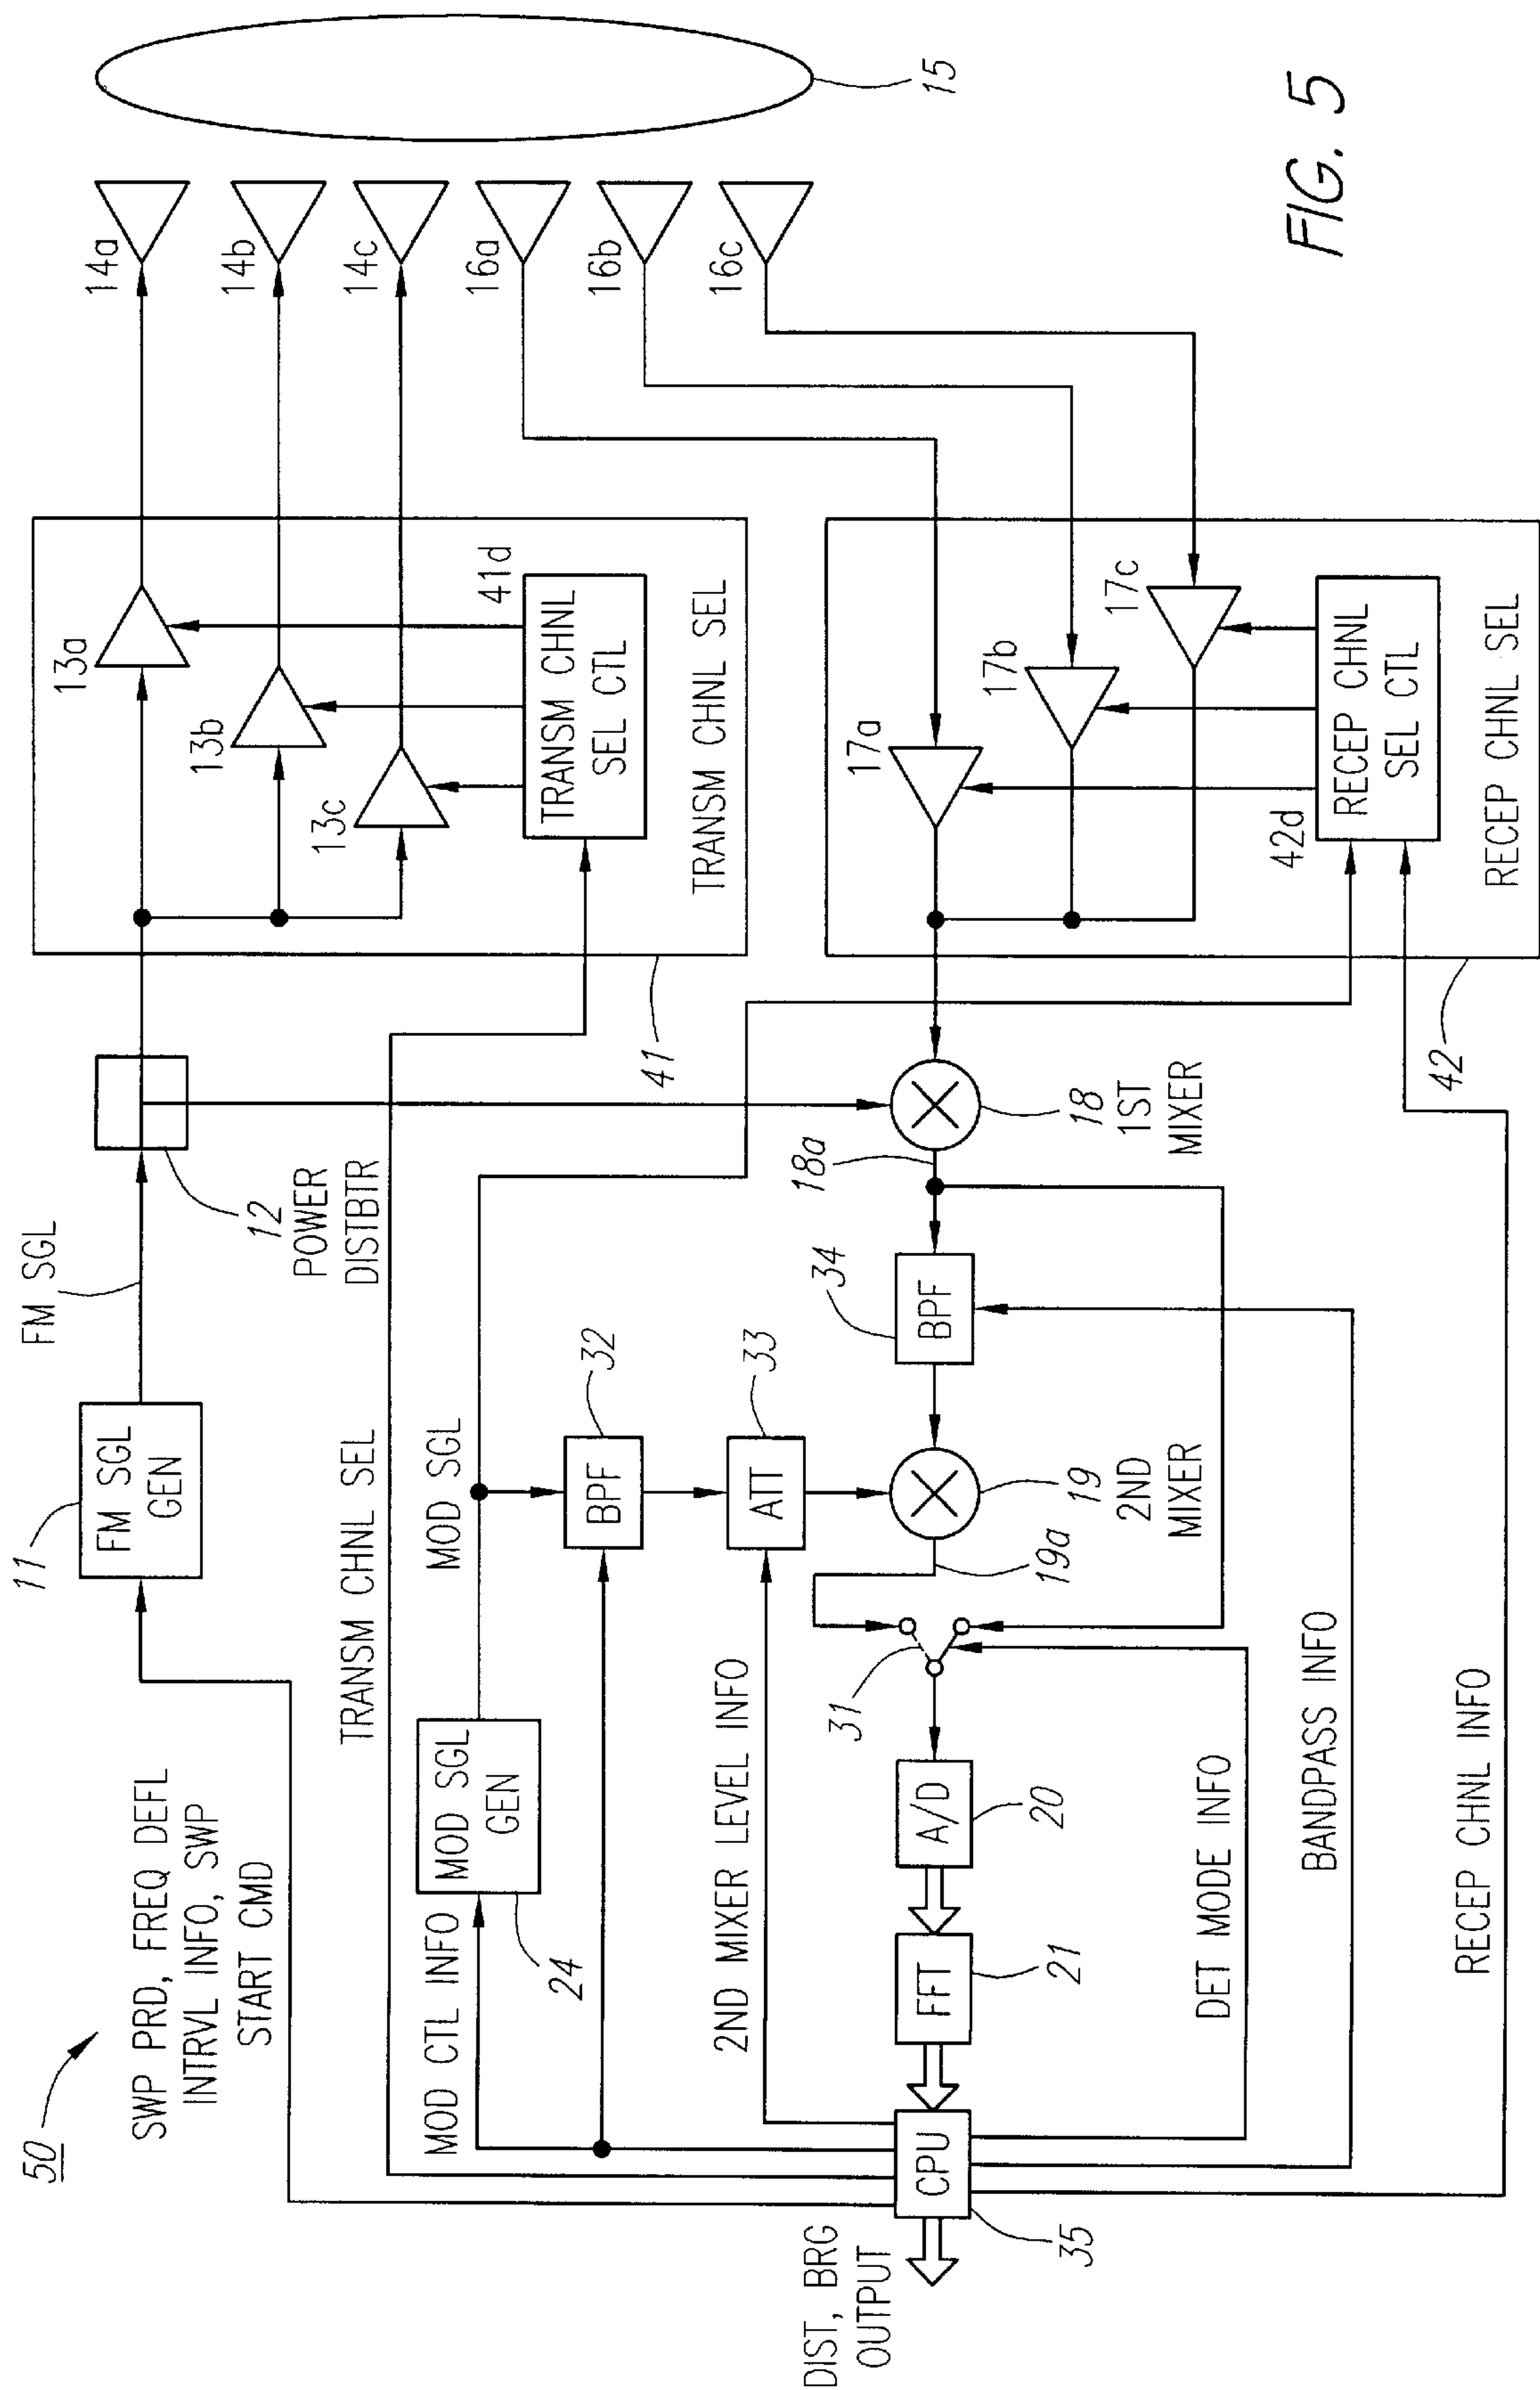 50
SWP PRD, FREQ DEFL
INTRVL INFO, SWP
START CMD
11
FM SGL
GEN
FM SGL
12
POWER
DISTBTR
13a
13b
13c
41d
TRANSM CHNL
SEL CTL
TRANSM CHNL SEL
41
14a
14b
14c
16a
16b
16c
15
TRANSM CHNL SEL
MOD CTL INFO
MOD SGL
GEN
24
MOD SGL
BPF
32
2ND MIXER LEVEL INFO
ATT
33
DIST, BRG
OUTPUT
CPU
35
FFT
21
A/D
20
31
19a
19
2ND
MIXER
BPF
34
18a
18
1ST
MIXER
17a
17b
17c
42d
RECEP CHNL
SEL CTL
RECEP CHNL SEL
42
DET MODE INFO
BANDPASS INFO
RECEP CHNL INFO
FIG. 5